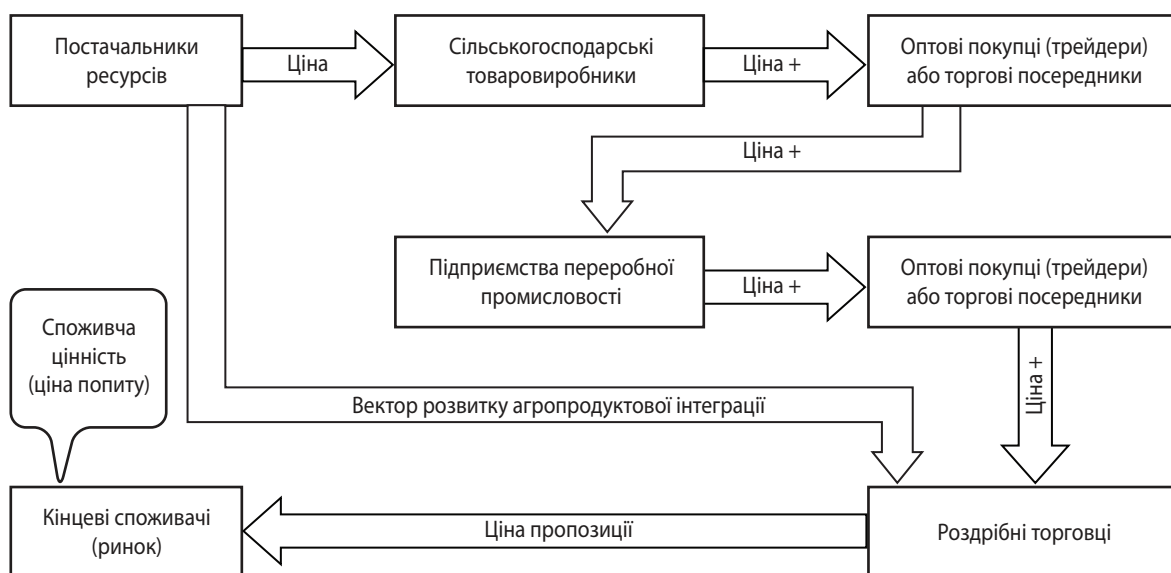 Постачальники
ресурсів
Ціна
Сільськогосподарські
товаровиробники
Ціна +
Оптові покупці (трейдери)
або торгові посередники
Ціна +
Підприємства переробної
промисловості
Ціна +
Оптові покупці (трейдери)
або торгові посередники
Споживча
цінність
(ціна попиту)
Ціна +
Вектор розвитку агропродуктової інтеграції
Кінцеві споживачі
(ринок)
Ціна пропозиції
Роздрібні торговці